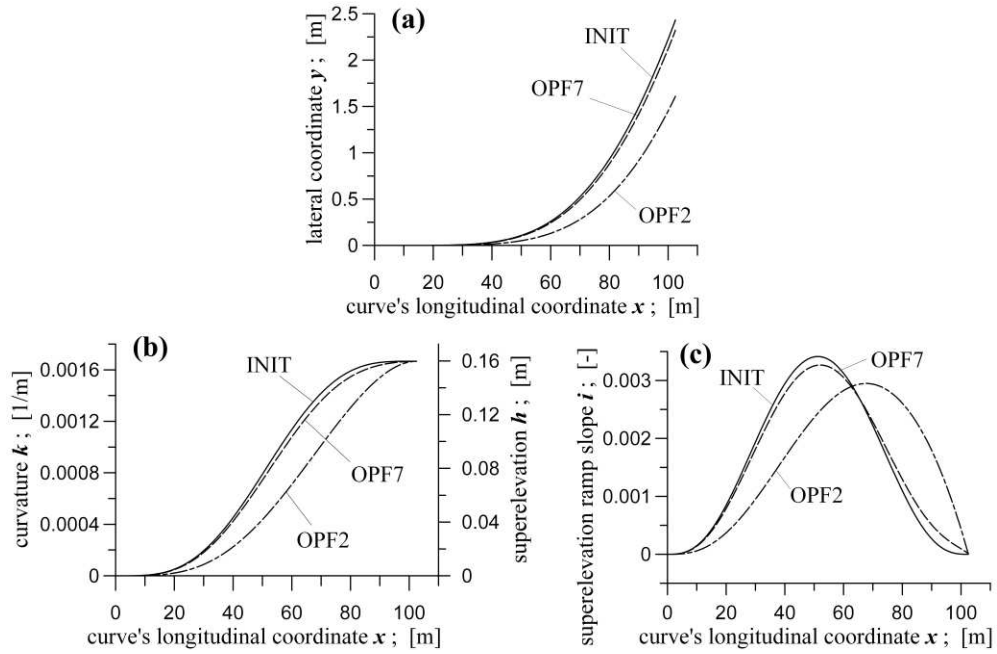 (a)
lateral coordinate y ; [m]
2.5
2
1.5
1
0.5
0
INIT
OPF7
OPF2
0 20 40 60 80 100
curve's longitudinal coordinate x ; [m]
(b)
curvature k ; [1/m]
0.0016
0.0012
0.0008
0.0004
0
INIT
OPF7
OPF2
superelevation h ; [m]
0.16
0.12
0.08
0.04
0
0 20 40 60 80 100
curve's longitudinal coordinate x ; [m]
(c)
superelevation ramp slope i ; [-]
0.003
0.002
0.001
0
INIT
OPF7
OPF2
0 20 40 60 80 100
curve's longitudinal coordinate x ; [m]